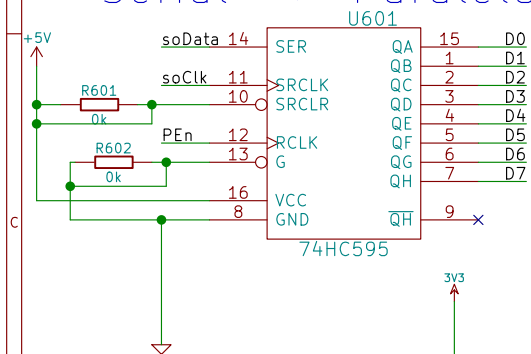 U601
+5V
soData 14 SER QA 15 D0
QB 1 D1
soClk 11 SRCLK QC 2 D2
R601 10 SRCLR QD 3 D3
0k QE 4 D4
PEn 12 RCLK QF 5 D5
R602 13 G QG 6 D6
0k QH 7 D7
16 VCC
8 GND QH 9
C
74HC595
3V3